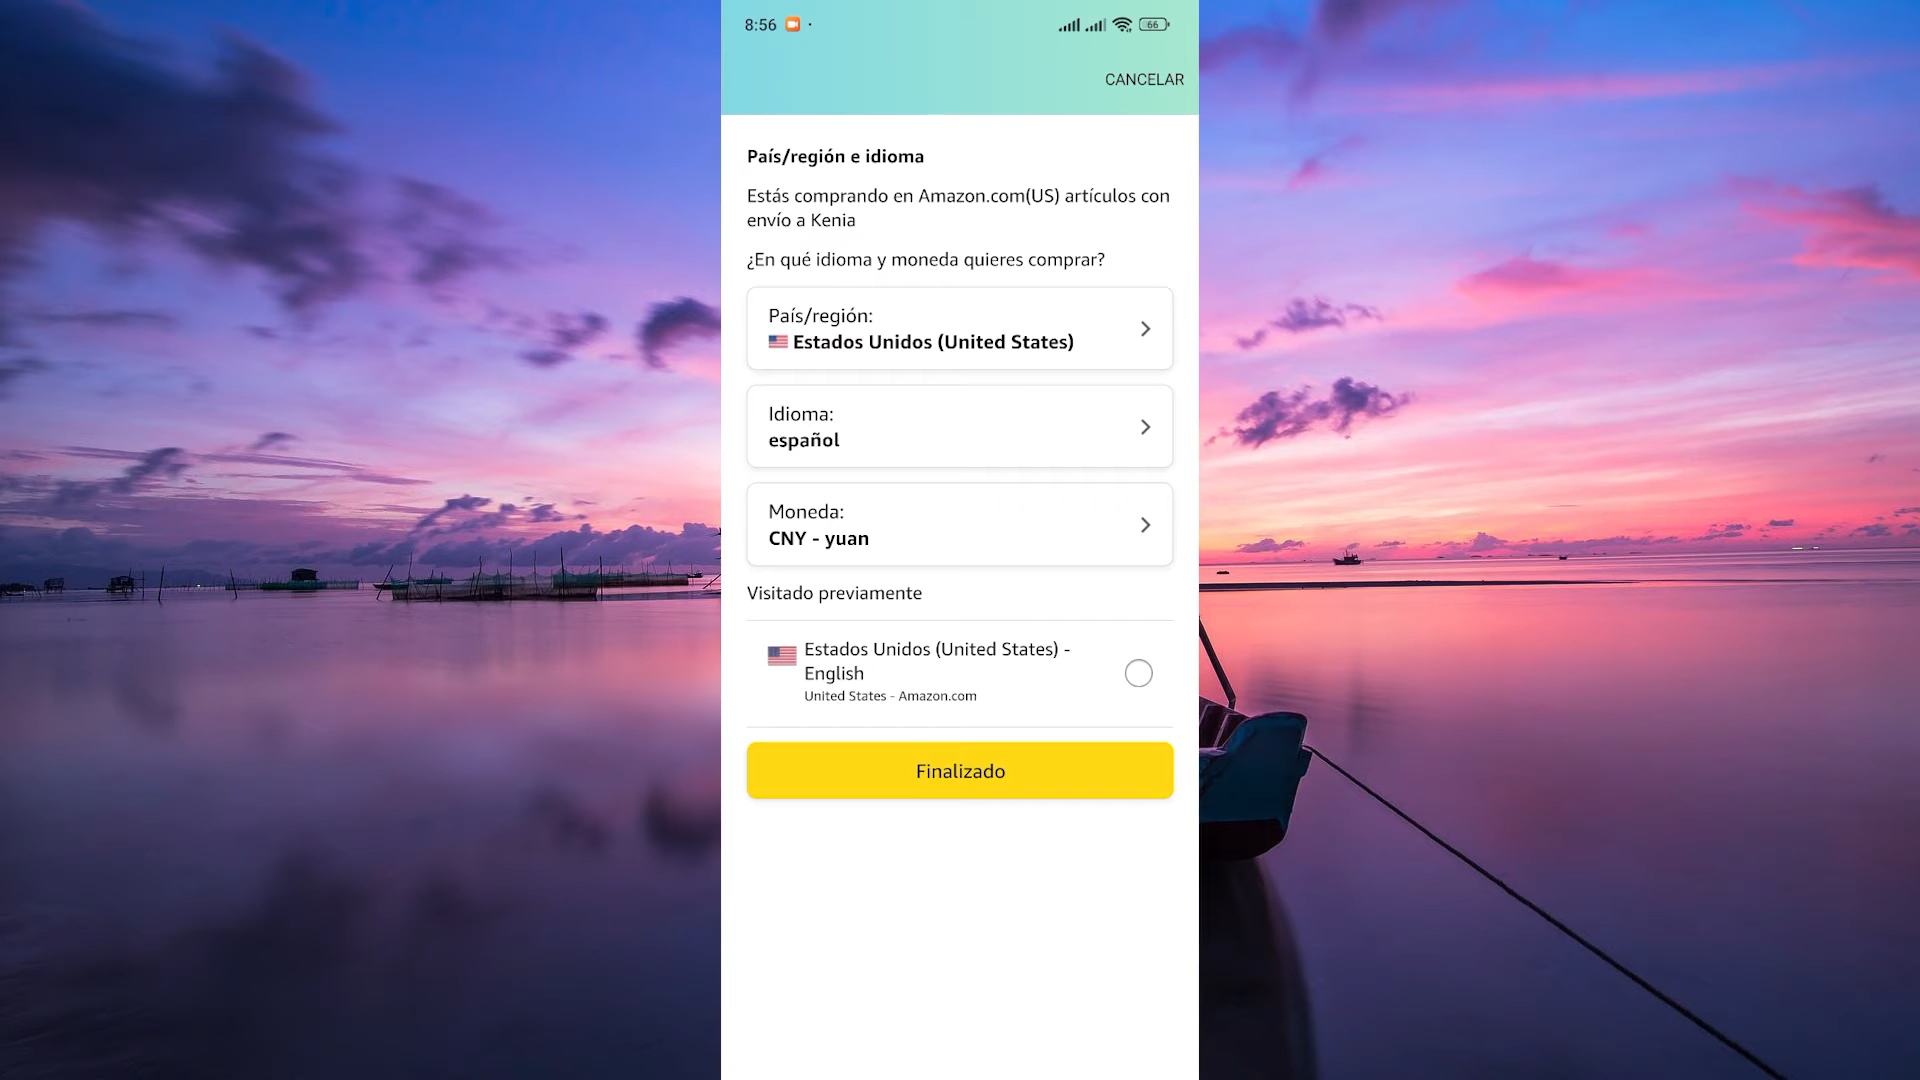 8:56
66
CANCELAR
País/región e idioma
Estás comprando en Amazon.com(US) artículos con
envío a Kenia
¿En qué idioma y moneda quieres comprar?
País/región:
Estados Unidos (United States)
Idioma:
español
Moneda:
CNY - yuan
Visitado previamente
Estados Unidos (United States) -
English
United States - Amazon.com
Finalizado